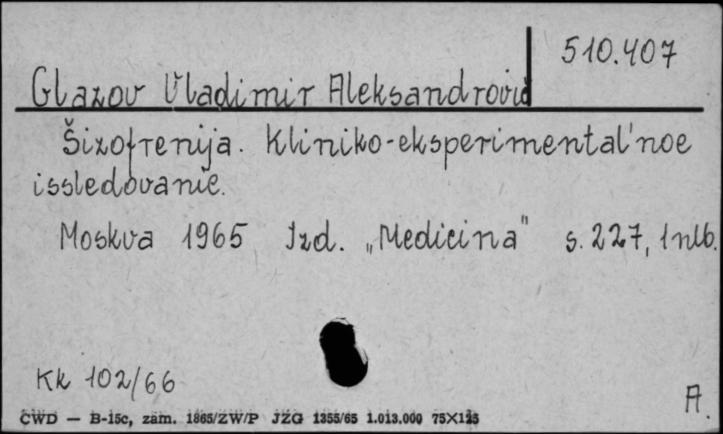 510.407
Glazov Vladimir Aleksandrovič
Šizofrenija. Kliniko-eksperimental'noe
issledovanie.
Moskva 1965 Izd. „Medicina" s. 227, 1 nlb.
Kk 102/66
A.
CWD — B-15c, zam. 1865/ZW/P JZG 1355/65 1.013.000 75X125